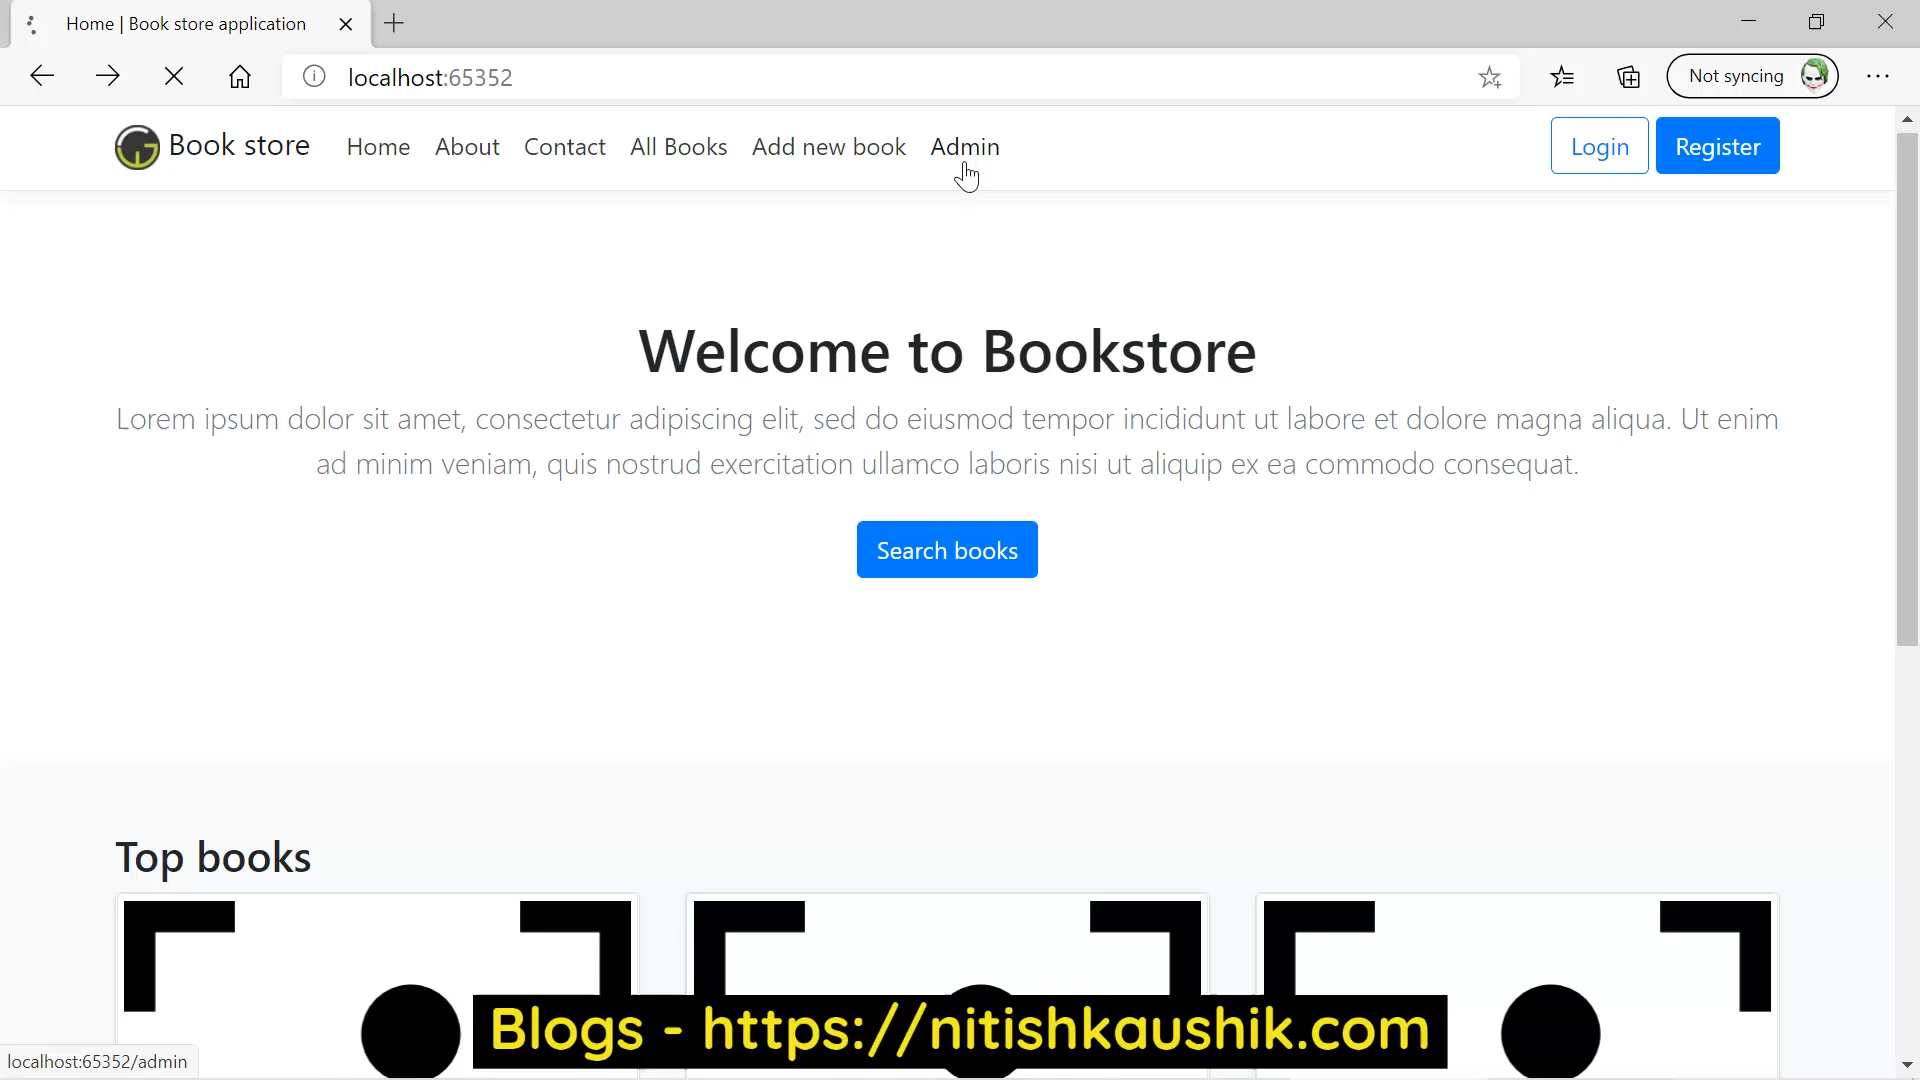 Home | Book store application
localhost:65352
Not syncing
Book store Home About Contact All Books Add new book Admin Login Register
Welcome to Bookstore
Lorem ipsum dolor sit amet, consectetur adipiscing elit, sed do eiusmod tempor incididunt ut labore et dolore magna aliqua. Ut enim
ad minim veniam, quis nostrud exercitation ullamco laboris nisi ut aliquip ex ea commodo consequat.
Search books
Top books
Blogs - https://nitishkaushik.com
localhost:65352/admin